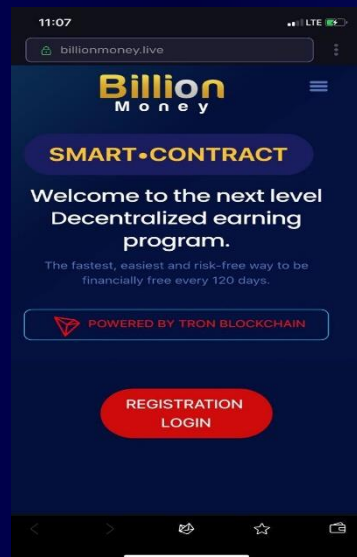 11:07
LTE
billionmoney.live
Billion
Money
SMART•CONTRACT
Welcome to the next level
Decentralized earning
program.
The fastest, easiest and risk-free way to be
financially free every 120 days.
POWERED BY TRON BLOCKCHAIN
REGISTRATION
LOGIN